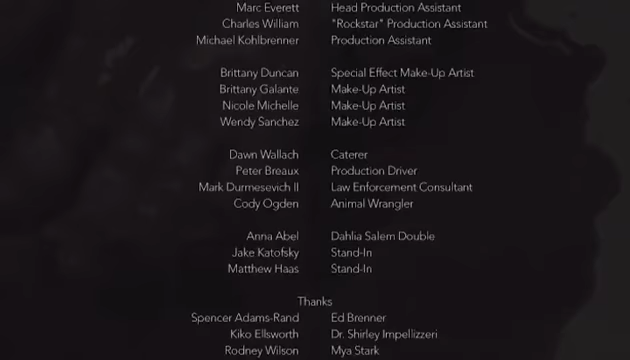 Marc Everett Head Production Assistant
Charles William "Rockstar" Production Assistant
Michael Kohlbrenner Production Assistant
Brittany Duncan Special Effect Make-Up Artist
Brittany Galante Make-Up Artist
Nicole Michelle Make-Up Artist
Wendy Sanchez Make-Up Artist
Dawn Wallach Caterer
Peter Breaux Production Driver
Mark Durmesevich II Law Enforcement Consultant
Cody Ogden Animal Wrangler
Anna Abel Dahlia Salem Double
Jake Katofsky Stand-In
Matthew Haas Stand-In
Thanks
Spencer Adams-Rand Ed Brenner
Kiko Ellsworth Dr. Shirley Impellizzeri
Rodney Wilson Mya Stark